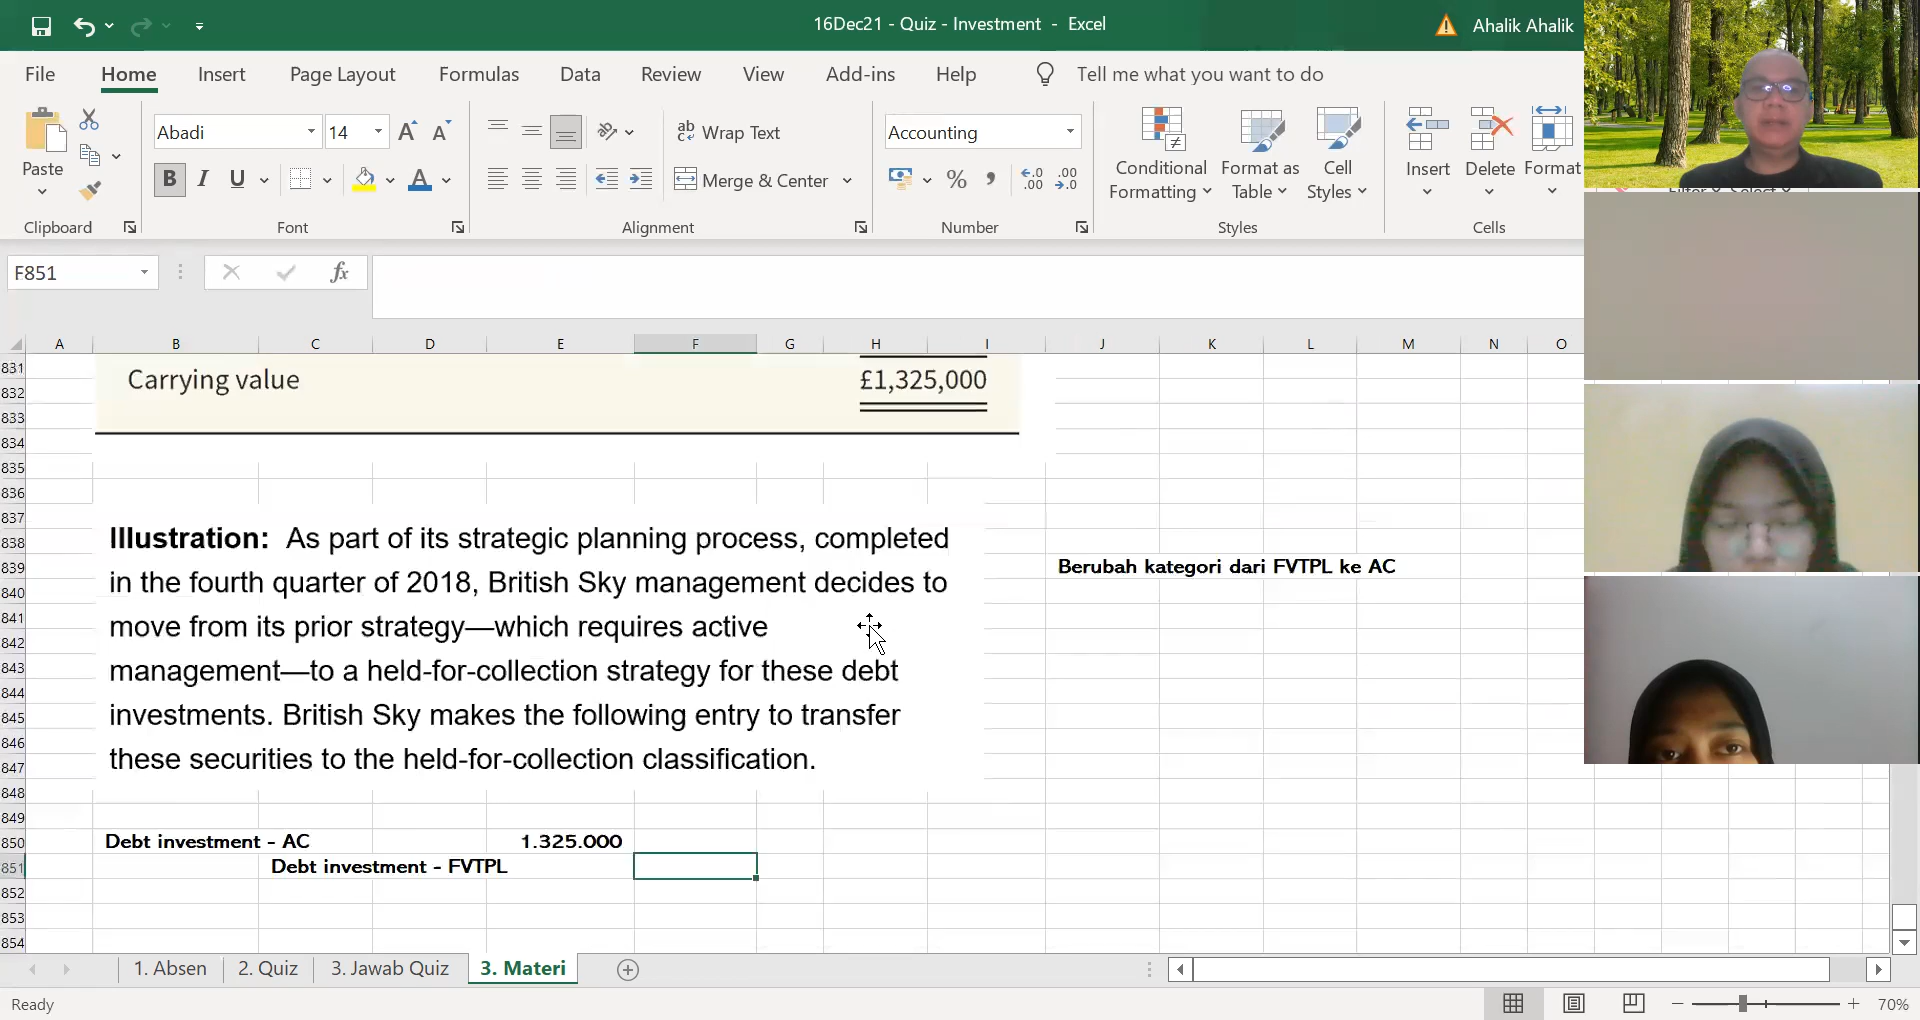 16Dec21 - Quiz - Investment - Excel
Ahalik Ahalik
File Home Insert Page Layout Formulas Data Review View Add-ins Help Tell me what you want to do
Abadi 14 ab Wrap Text Accounting
Paste B I U A Merge & Center % Conditional Formatting Format as Table Cell Styles Insert Delete Format
Clipboard Font Alignment Number Styles Cells
F851 fx
A B C D E F G H I J K L M N O
831
832
833
834
835
836
837
838
839
840
841
842
843
844
845
846
847
848
849
850
851
852
853
854
Carrying value £1,325,000
Illustration: As part of its strategic planning process, completed
in the fourth quarter of 2018, British Sky management decides to
move from its prior strategy—which requires active
management—to a held-for-collection strategy for these debt
investments. British Sky makes the following entry to transfer
these securities to the held-for-collection classification.
Berubah kategori dari FVTPL ke AC
Debt investment - AC 1.325.000
Debt investment - FVTPL
1. Absen 2. Quiz 3. Jawab Quiz 3. Materi
Ready 70%